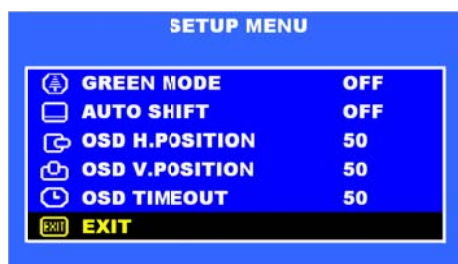 SETUP MENU
GREEN MODE OFF
AUTO SHIFT OFF
OSD H.POSITION 50
OSD V.POSITION 50
OSD TIMEOUT 50
EXIT EXIT